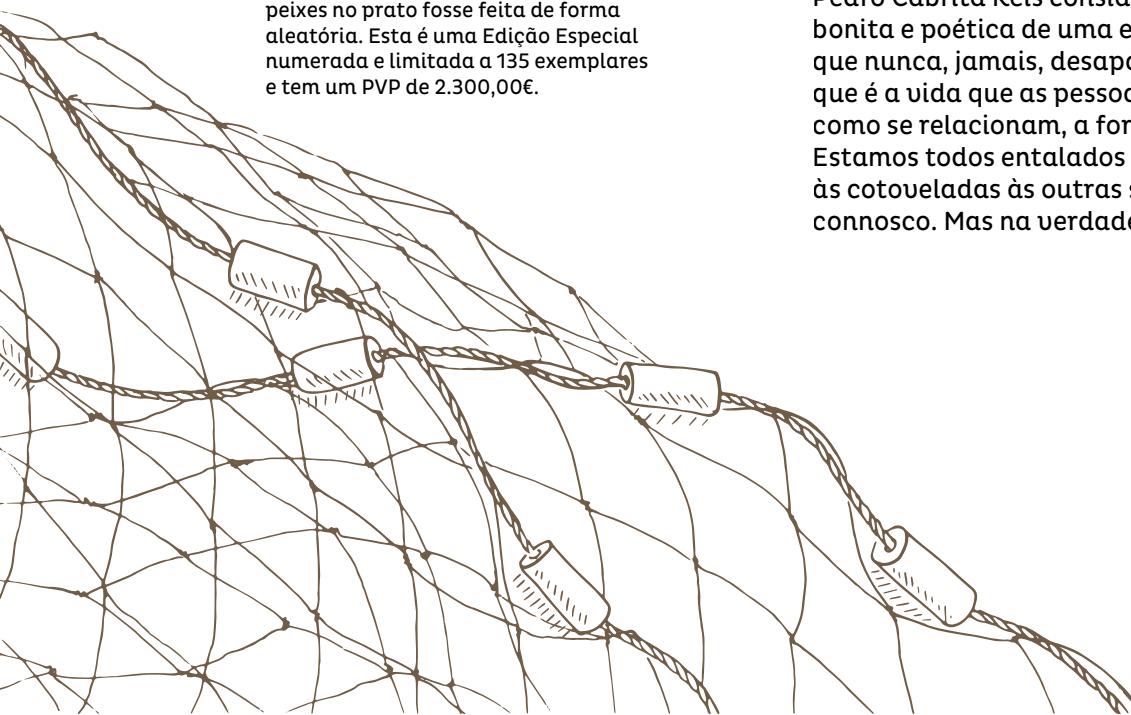 peixes no prato fosse feita de forma
aleatória. Esta é uma Edição Especial
numerada e limitada a 135 exemplares
e tem um PVP de 2.300,00€.
Pedro Cabrita Reis
bonita e poética de uma e
que nunca, jamais,
que é a vida que as
como se relacionam, a
Estamos todos entalados
às cotoveladas às outras
connosco. Mas na